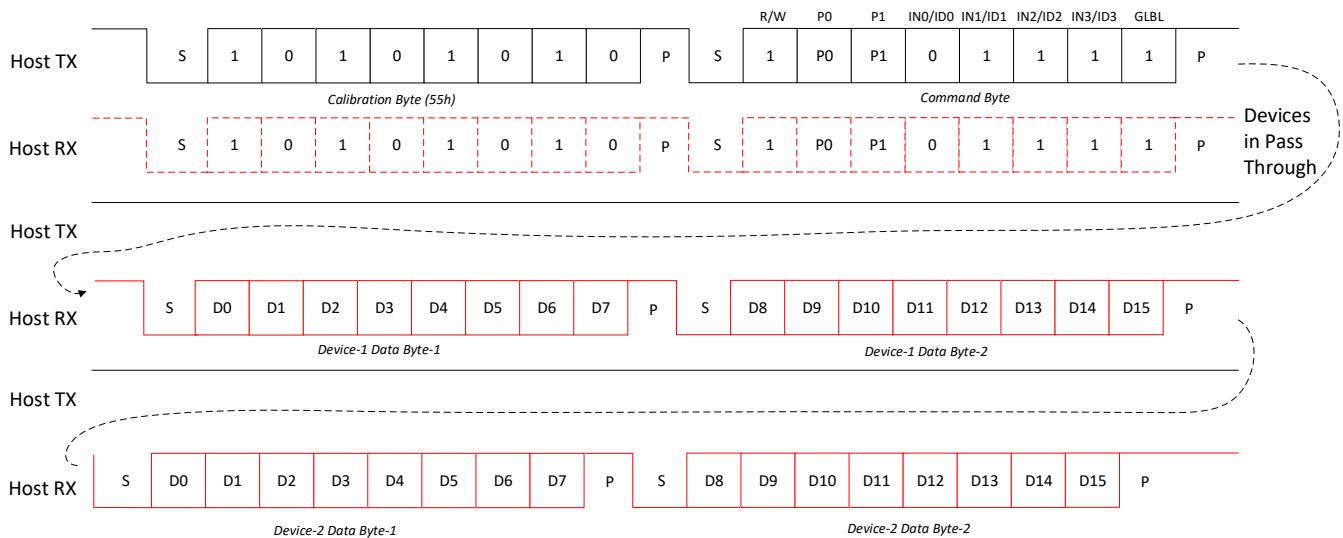 R/W P0 P1 IN0/ID0 IN1/ID1 IN2/ID2 IN3/ID3 GLBL
Host TX S 1 0 1 0 1 0 1 0 P S 1 P0 P1 0 1 1 1 1 P
Calibration Byte (55h) Command Byte
Host RX S 1 0 1 0 1 0 1 0 P S 1 P0 P1 0 1 1 1 1 P
Devices
in Pass
Through
Host TX
Host RX S D0 D1 D2 D3 D4 D5 D6 D7 P S D8 D9 D10 D11 D12 D13 D14 D15 P
Device-1 Data Byte-1 Device-1 Data Byte-2
Host TX
Host RX S D0 D1 D2 D3 D4 D5 D6 D7 P S D8 D9 D10 D11 D12 D13 D14 D15 P
Device-2 Data Byte-1 Device-2 Data Byte-2